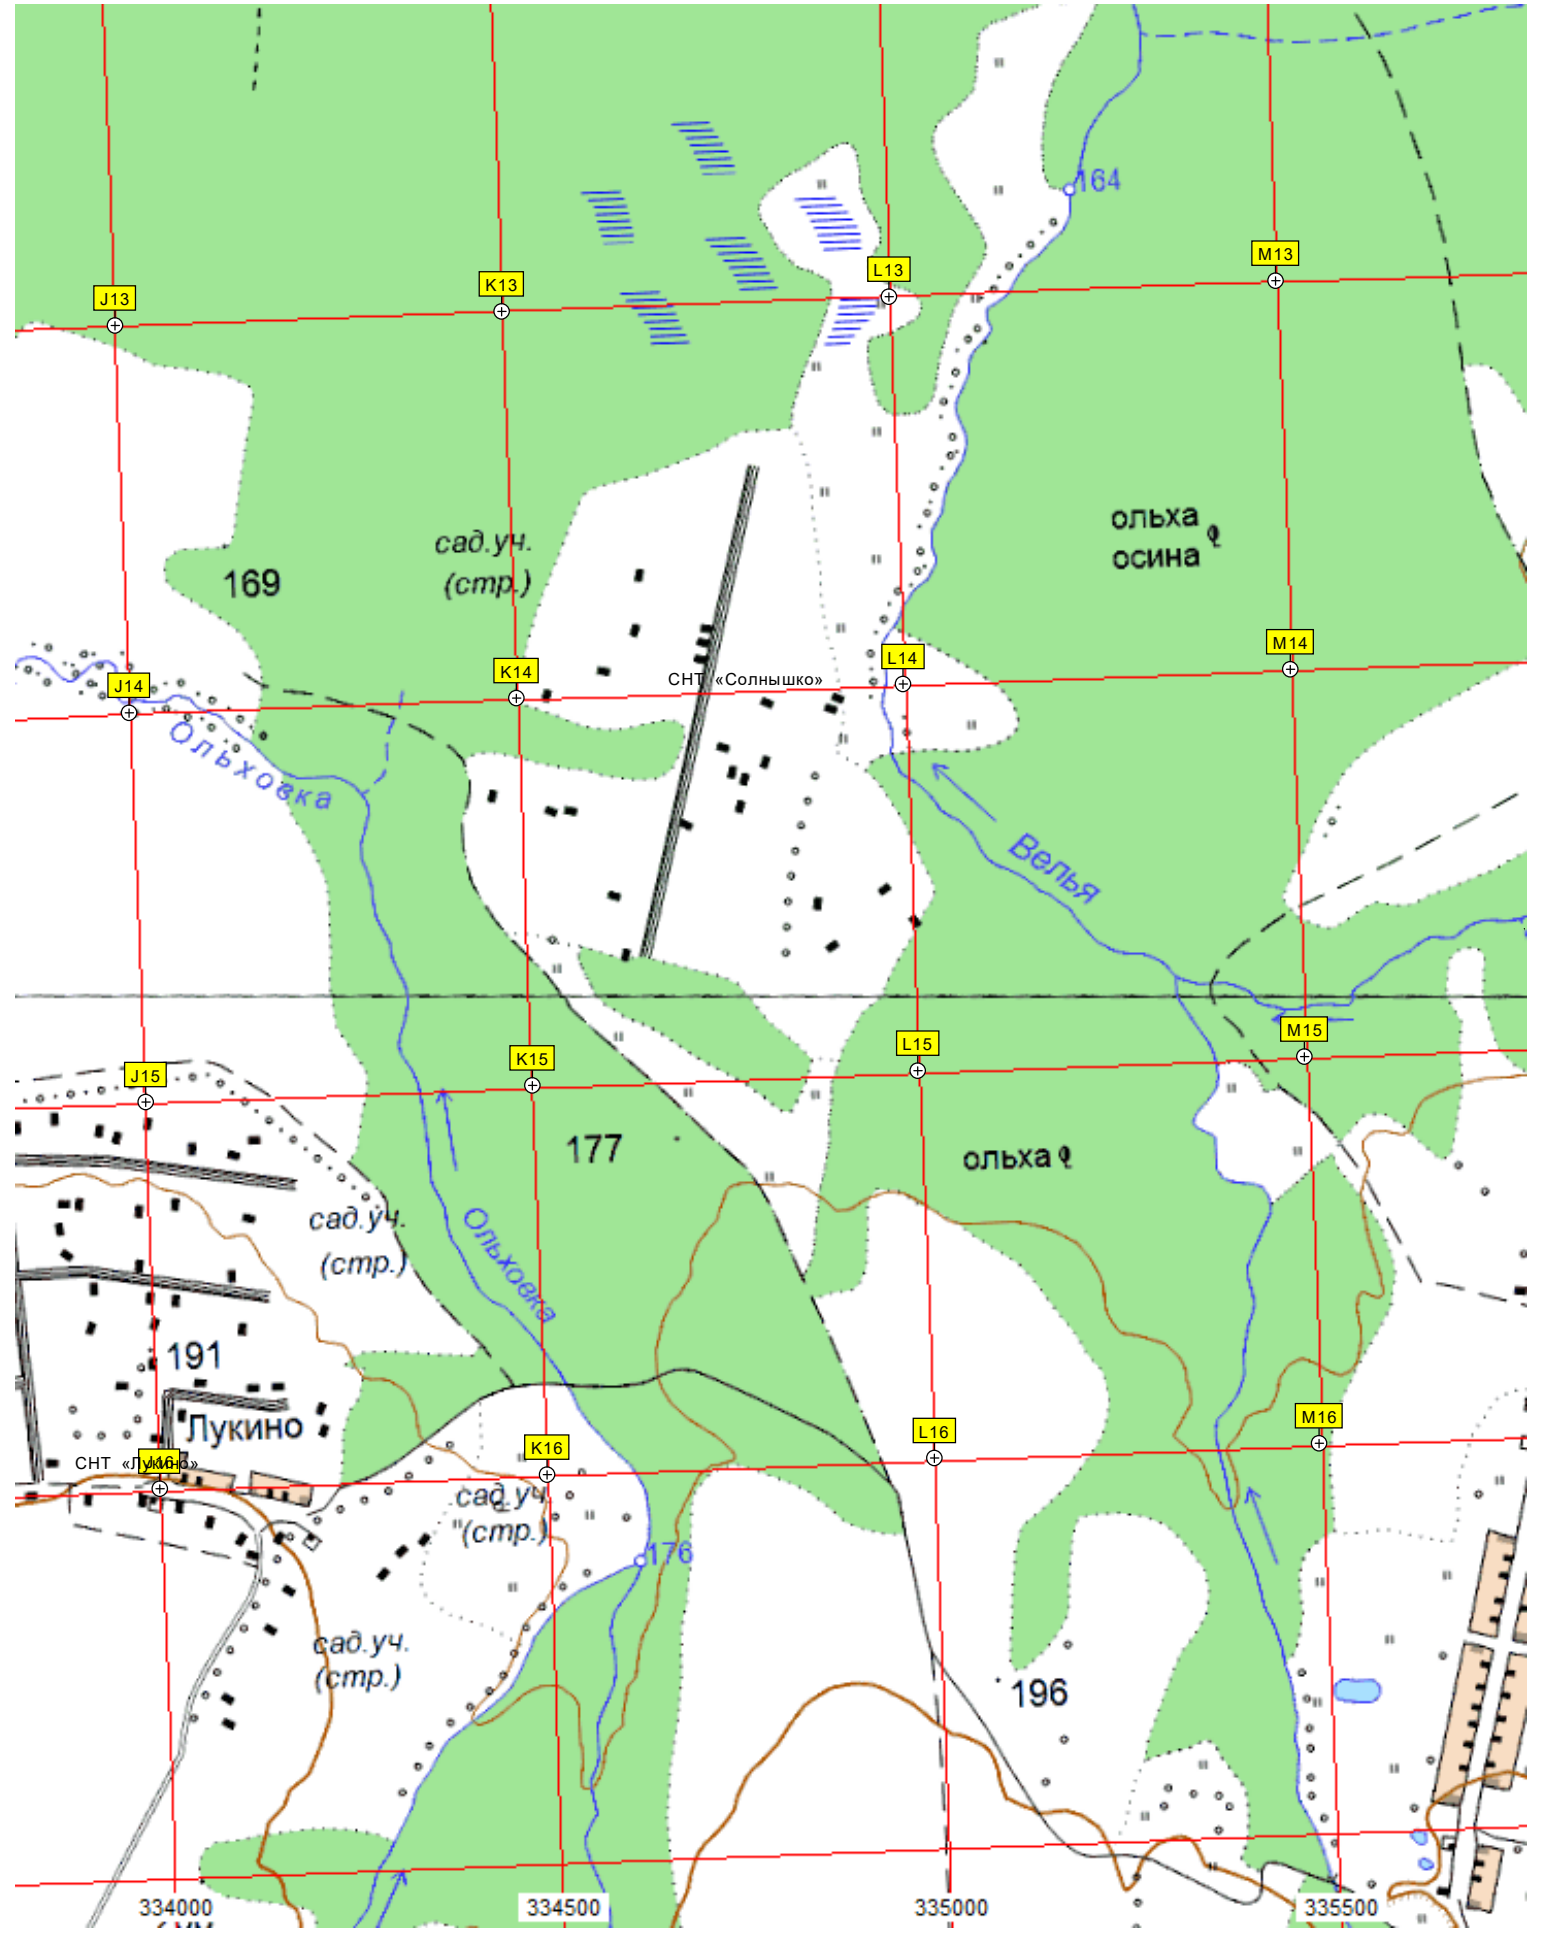 164
M13
L13
K13
J13
ольха
осина
сад.уч.
(стр.)
169
M14
L14
K14
СНТ «Солнышко»
J14
Ольховка
Велья
M15
L15
K15
J15
177
ольха
сад.уч.
(стр.)
Ольховка
191
Лукино
M16
L16
K16
J16
СНТ «Лукино»
сад.уч.
(стр.)
176
сад.уч.
(стр.)
196
334000
334500
335000
335500